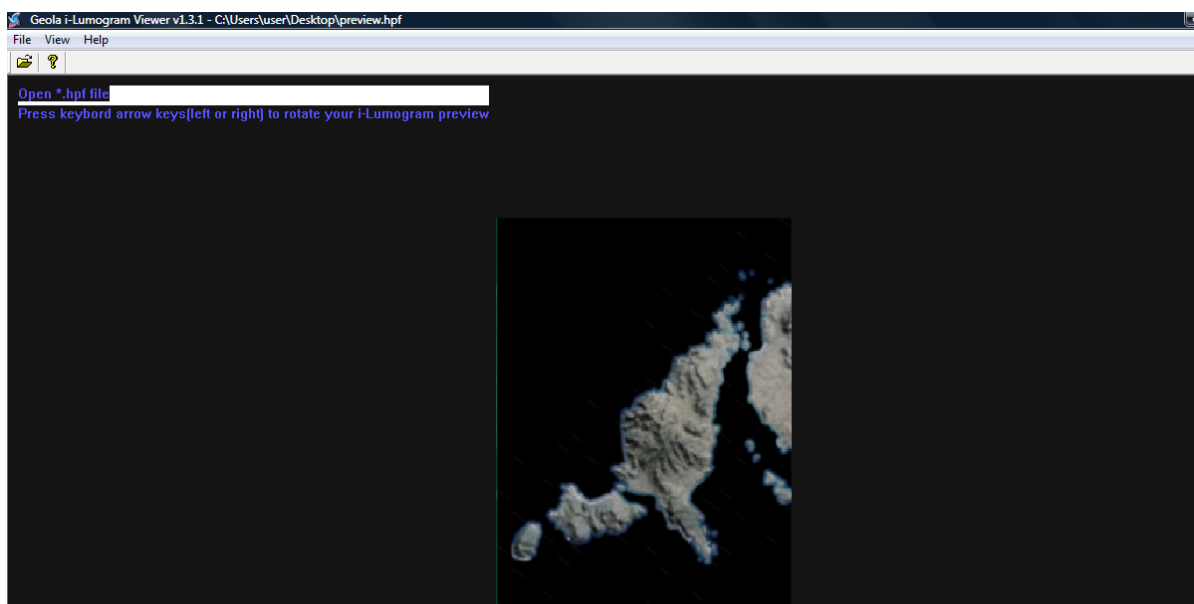 Geola i-Lumogram Viewer v1.3.1 - C:\Users\user\Desktop\preview.hpf
File View Help
Open *.hpf file
Press keybord arrow keys(left or right) to rotate your i-Lumogram preview